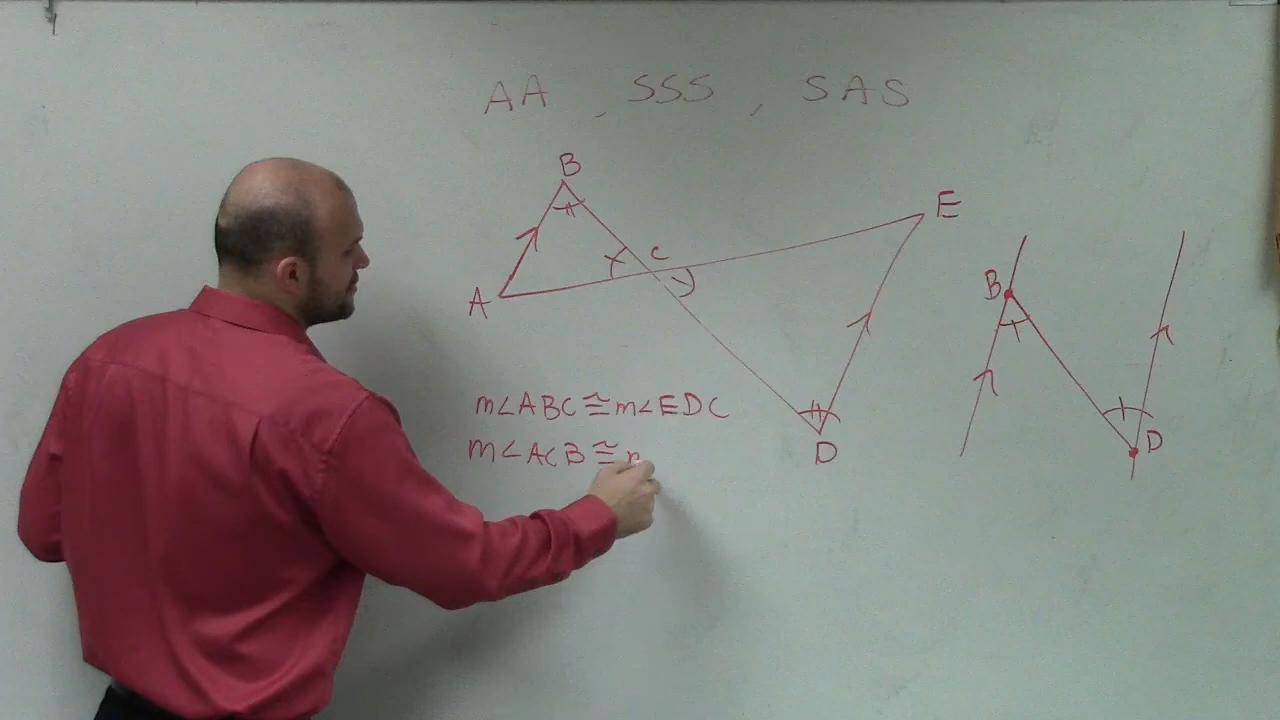 AA , SSS , SAS
B
C
E
A
D
B
D
m∠ABC ≅ m∠EDC
m∠ACB ≅ m